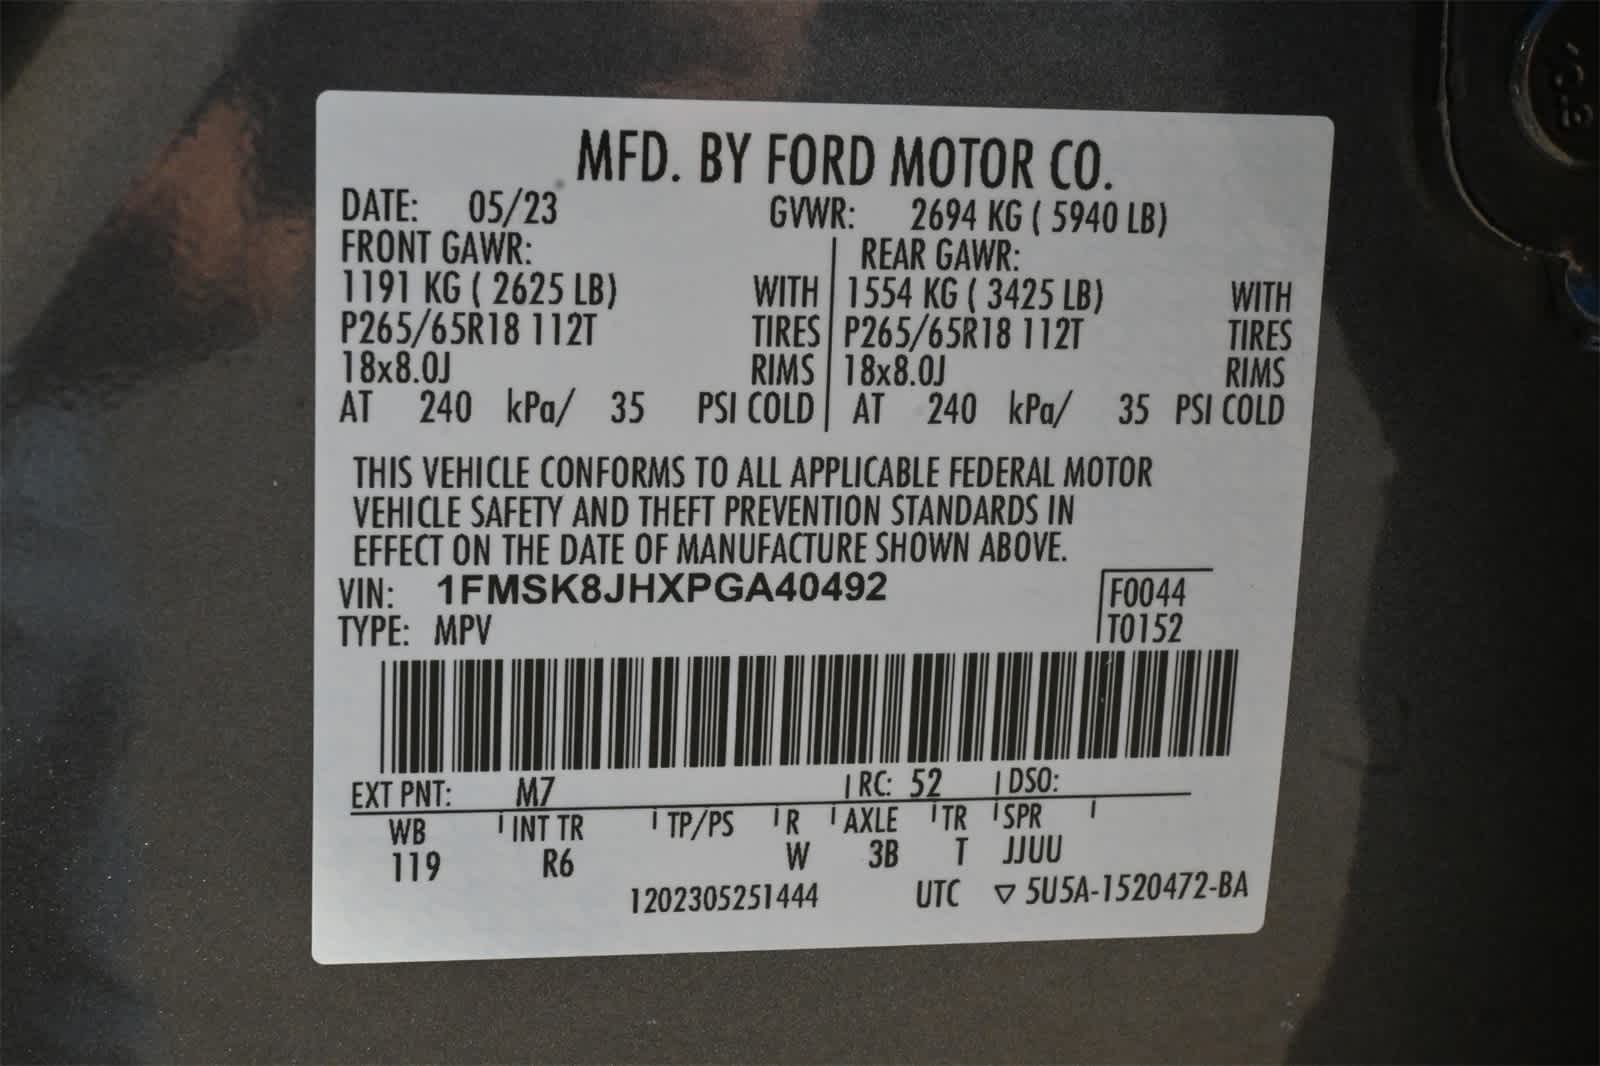 MFD. BY FORD MOTOR CO.
DATE: 05/23 GVWR: 2694 KG ( 5940 LB)
FRONT GAWR: REAR GAWR:
1191 KG ( 2625 LB) WITH 1554 KG ( 3425 LB) WITH
P265/65R18 112T TIRES P265/65R18 112T TIRES
18x8.0J RIMS 18x8.0J RIMS
AT 240 kPa/ 35 PSI COLD AT 240 kPa/ 35 PSI COLD
THIS VEHICLE CONFORMS TO ALL APPLICABLE FEDERAL MOTOR
VEHICLE SAFETY AND THEFT PREVENTION STANDARDS IN
EFFECT ON THE DATE OF MANUFACTURE SHOWN ABOVE.
VIN: 1FMSK8JHXPGA40492 F0044
TYPE: MPV T0152
EXT PNT: M7 RC: 52 DSO:
WB INT TR TP/PS R AXLE TR SPR
119 R6 W 3B T JJUU
1202305251444 UTC ▽ 5U5A-1520472-BA